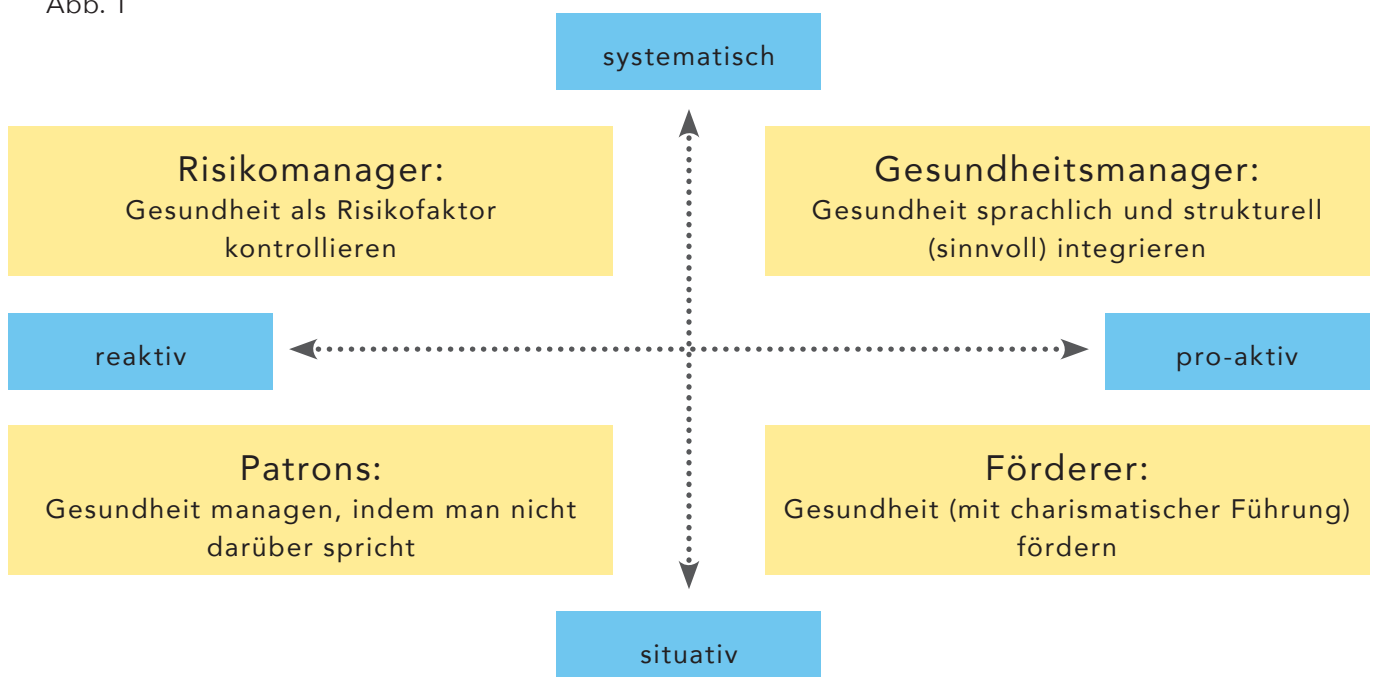 Abb. 1
systematisch
Risikomanager:
Gesundheit als Risikofaktor
kontrollieren
Gesundheitsmanager:
Gesundheit sprachlich und strukturell
(sinnvoll) integrieren
reaktiv
pro-aktiv
Patrons:
Gesundheit managen, indem man nicht
darüber spricht
Förderer:
Gesundheit (mit charismatischer Führung)
fördern
situativ